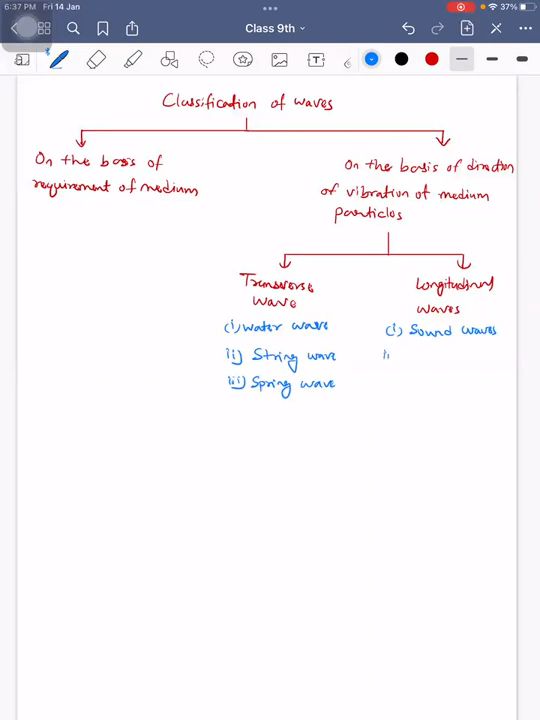 6:37 PM Fri 14 Jan
37%
Class 9th
T
Classification of waves
On the basis of
requirement of medium
On the basis of direction
of vibration of medium
particles
Transverse
wave
Longitudinal
waves
(i) Water wave
(i) Sound waves
ii) String wave
ii
iii) Spring wave